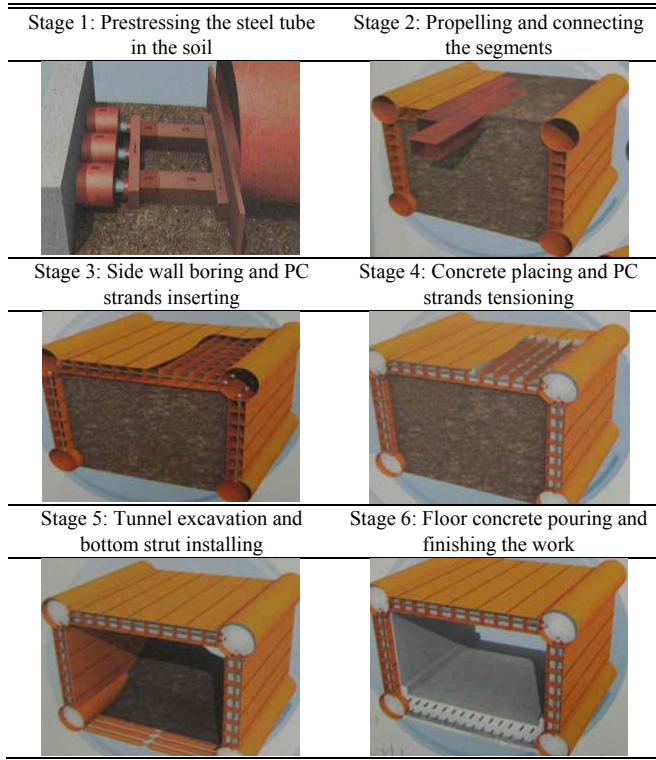 Stage 1: Prestressing the steel tube
in the soil
Stage 2: Propelling and connecting
the segments
Stage 3: Side wall boring and PC
strands inserting
Stage 4: Concrete placing and PC
strands tensioning
Stage 5: Tunnel excavation and
bottom strut installing
Stage 6: Floor concrete pouring and
finishing the work